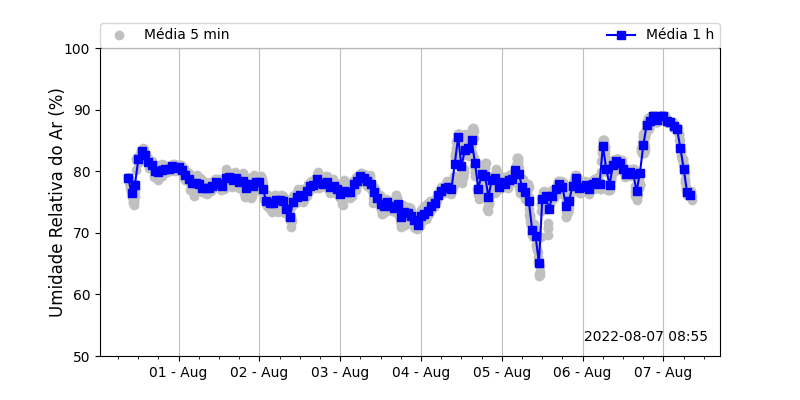 Média 5 min
Média 1 h
Umidade Relativa do Ar (%)
100
90
80
70
60
50
2022-08-07 08:55
01 - Aug
02 - Aug
03 - Aug
04 - Aug
05 - Aug
06 - Aug
07 - Aug